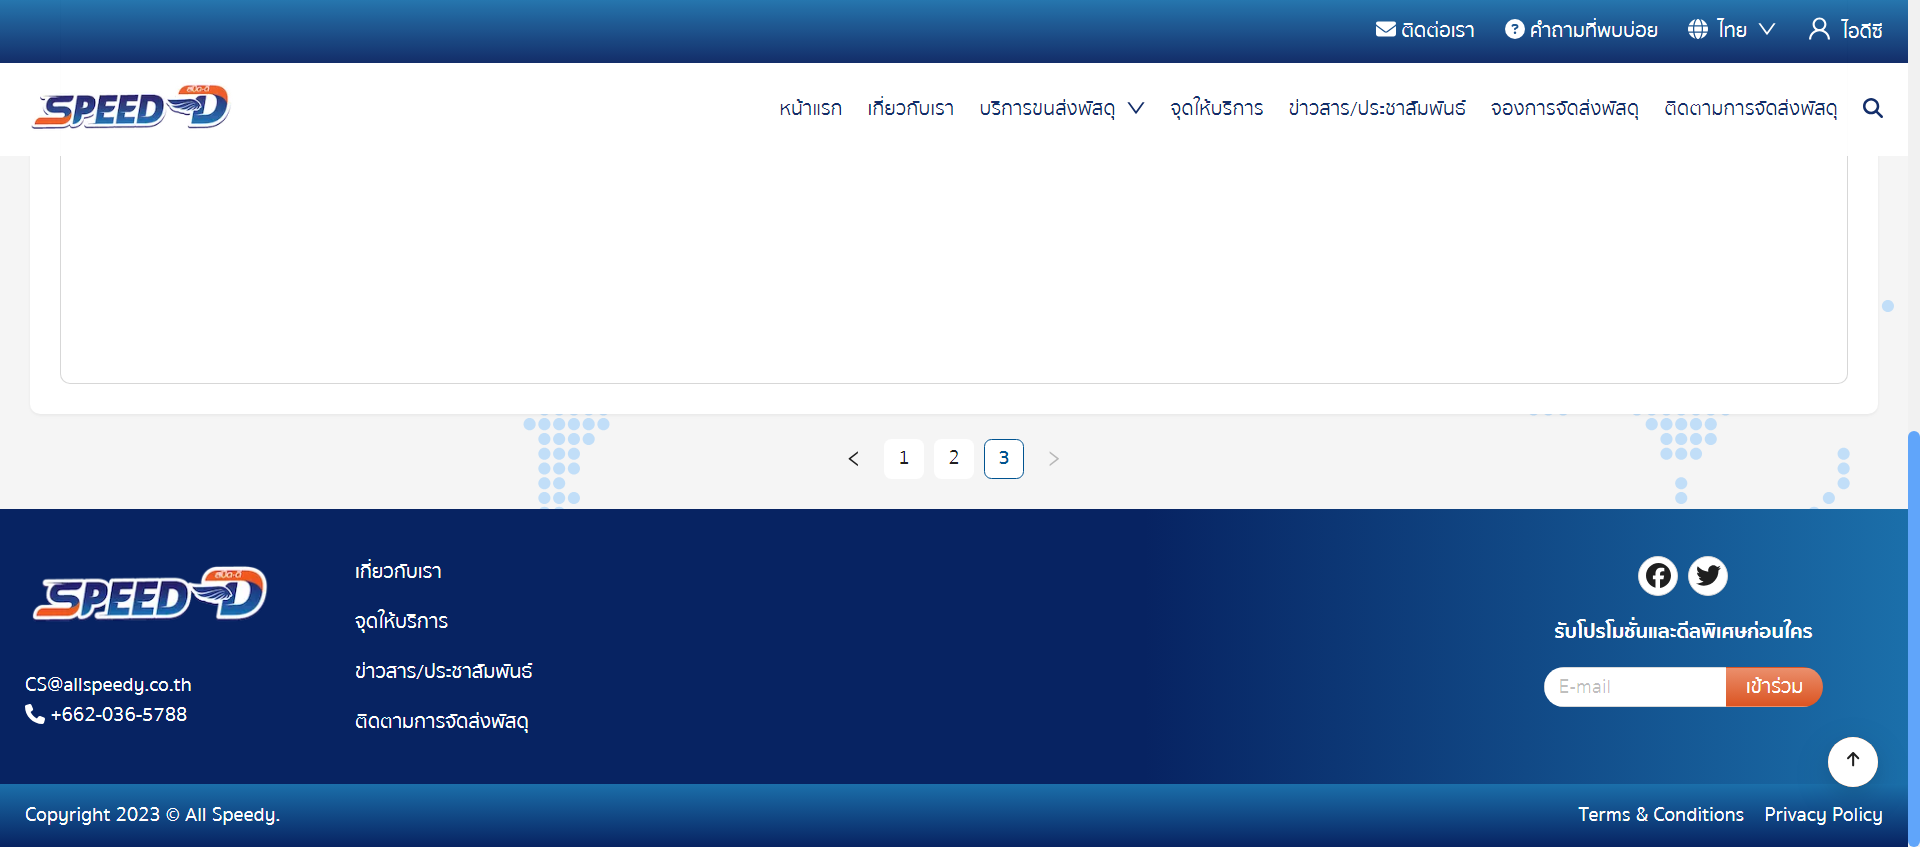 ติดต่อเรา คำถามที่พบบ่อย ไทย ไอดีซี
SPEED-D สปีด-ดี
หน้าแรก เกี่ยวกับเรา บริการขนส่งพัสดุ จุดให้บริการ ข่าวสาร/ประชาสัมพันธ์ จองการจัดส่งพัสดุ ติดตามการจัดส่งพัสดุ
1 2 3
SPEED-D สปีด-ดี
CS@allspeedy.co.th
+662-036-5788
เกี่ยวกับเรา
จุดให้บริการ
ข่าวสาร/ประชาสัมพันธ์
ติดตามการจัดส่งพัสดุ
รับโปรโมชั่นและดีลพิเศษก่อนใคร
E-mail เข้าร่วม
Copyright 2023 © All Speedy.
Terms & Conditions Privacy Policy